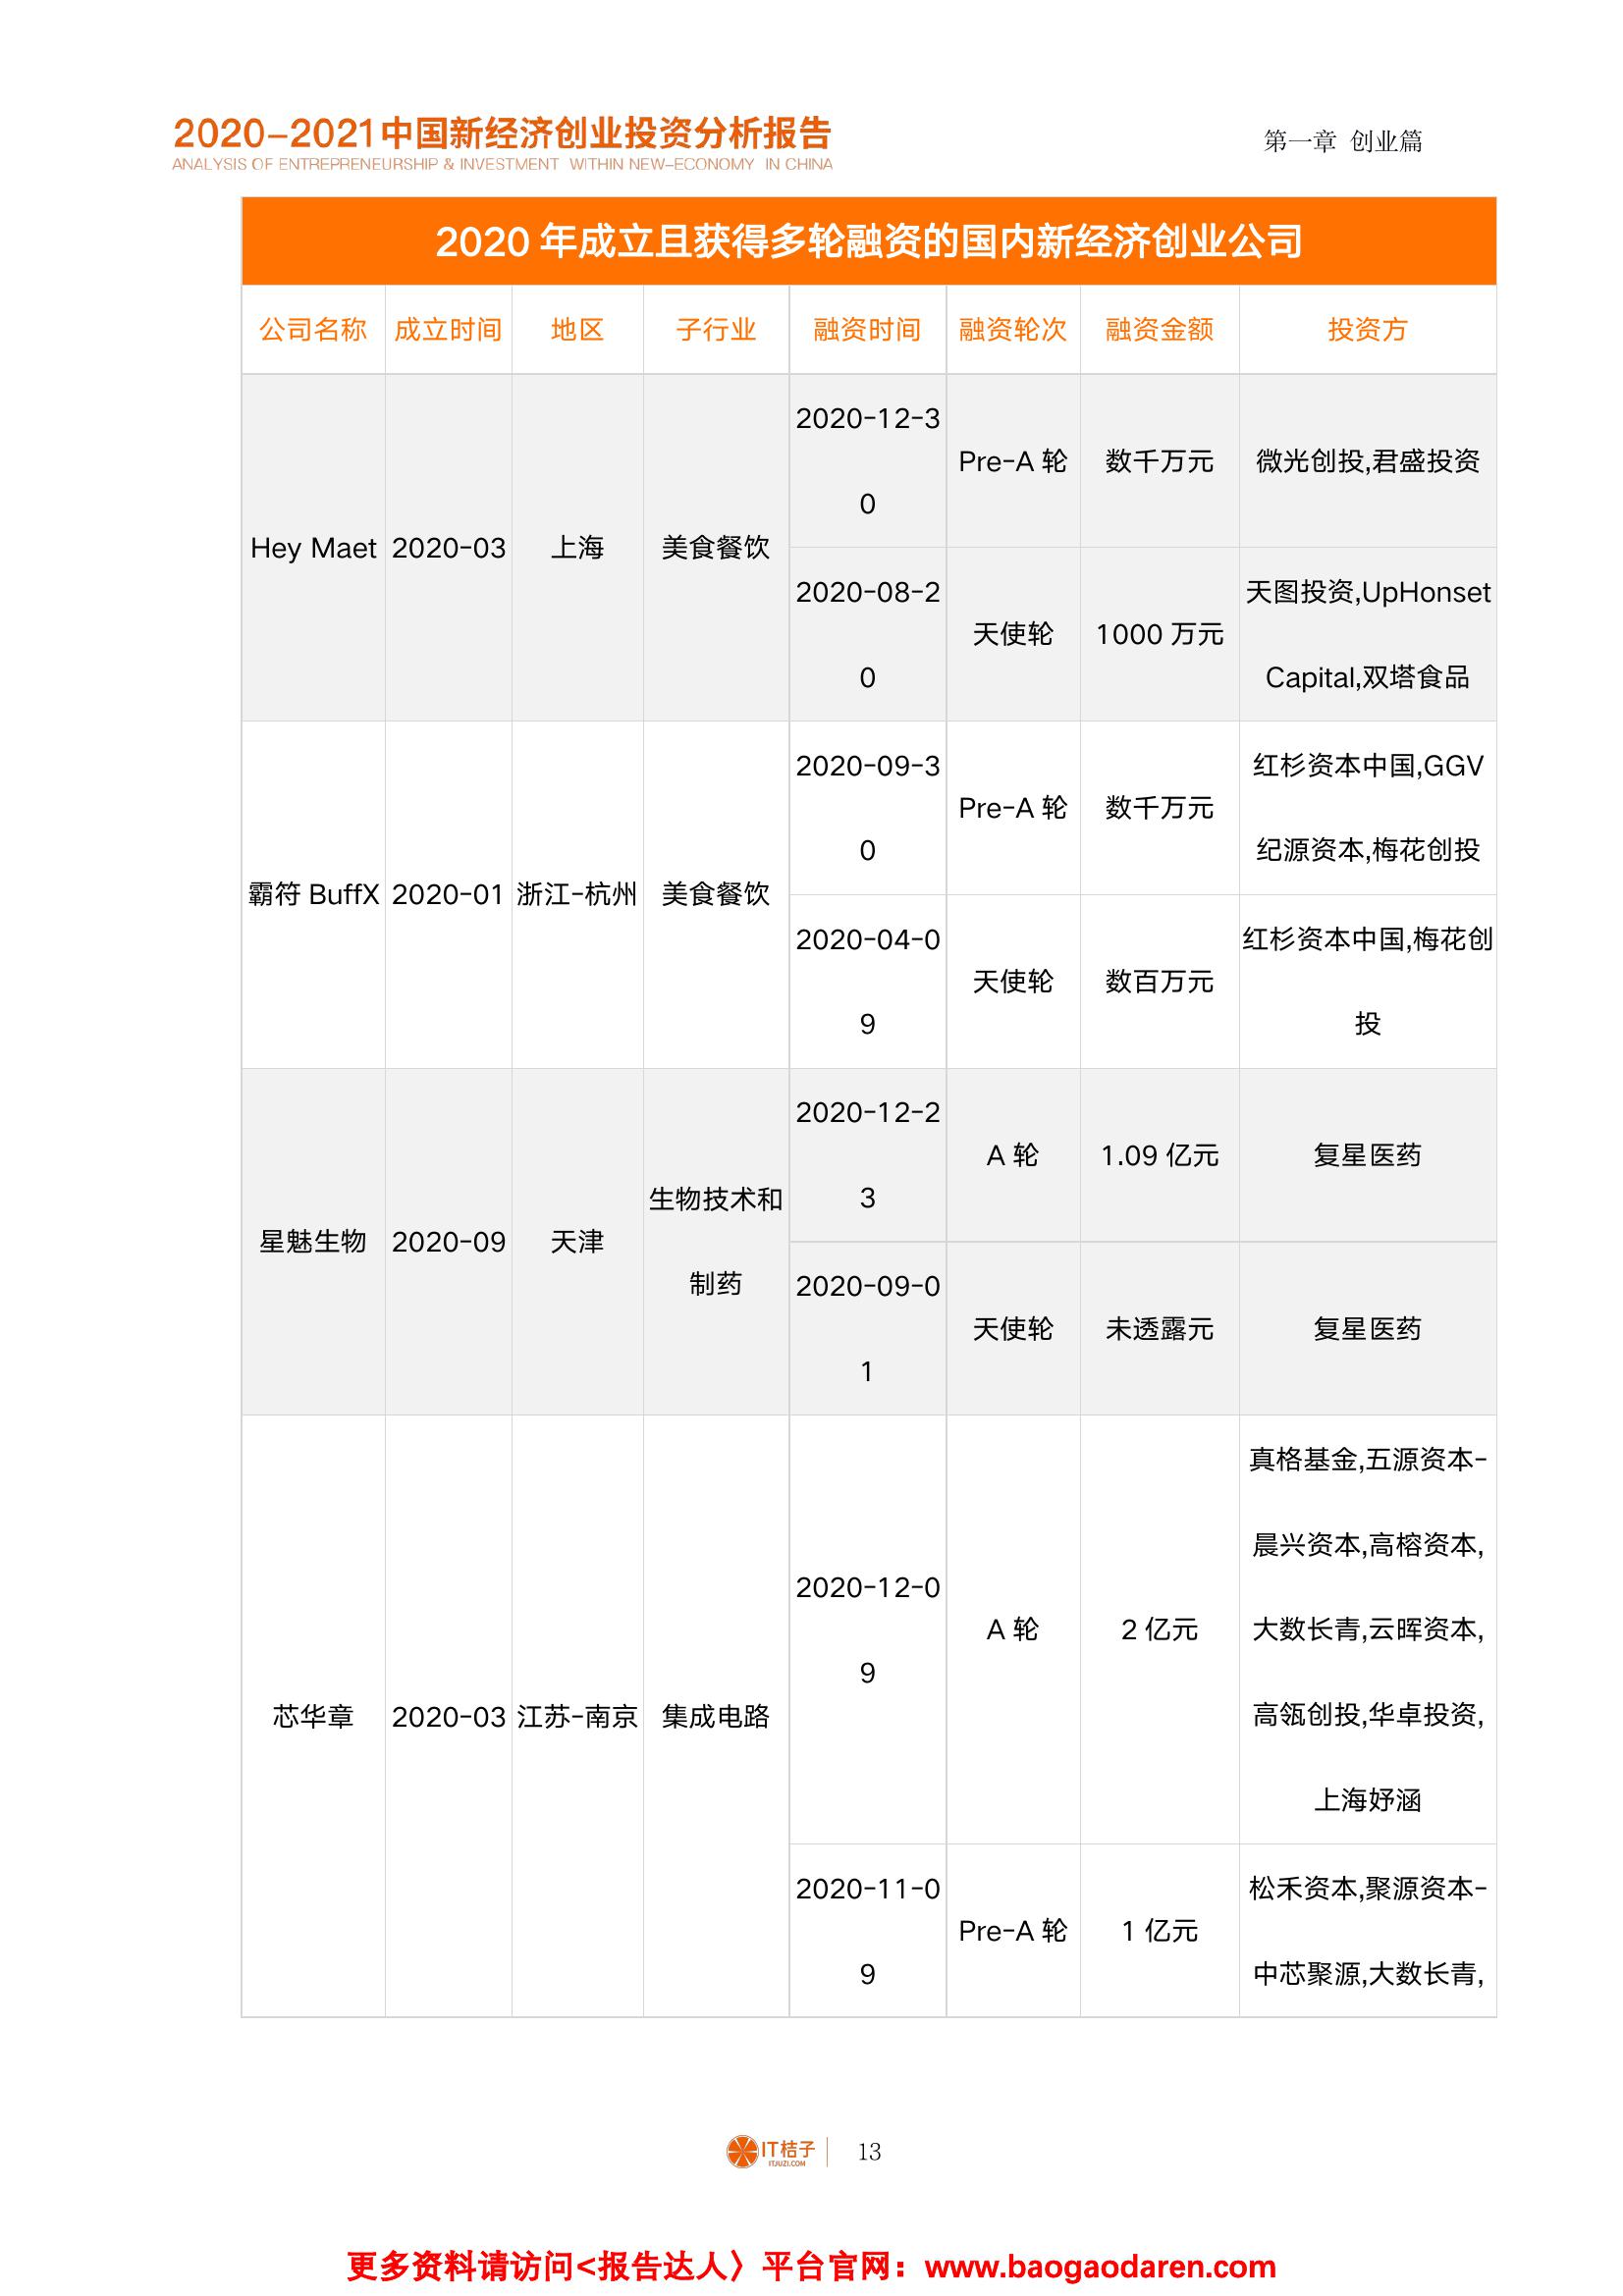 2020-2021中国新经济创业投资分析报告
ANALYSIS OF ENTREPRENEURSHIP & INVESTMENT WITHIN NEW-ECONOMY IN CHINA
第一章 创业篇
2020 年成立且获得多轮融资的国内新经济创业公司
公司名称 成立时间 地区 子行业 融资时间 融资轮次 融资金额 投资方
Hey Maet 2020-03 上海 美食餐饮
2020-12-3
0
Pre-A 轮 数千万元 微光创投,君盛投资
2020-08-2
0
天使轮 1000 万元
天图投资,UpHonset
Capital,双塔食品
霸符 BuffX 2020-01 浙江-杭州 美食餐饮
2020-09-3
0
Pre-A 轮 数千万元
红杉资本中国,GGV
纪源资本,梅花创投
2020-04-0
9
天使轮 数百万元
红杉资本中国,梅花创
投
星魅生物 2020-09 天津
生物技术和
制药
2020-12-2
3
A 轮 1.09 亿元 复星医药
2020-09-0
1
天使轮 未透露元 复星医药
芯华章 2020-03 江苏-南京 集成电路
2020-12-0
9
A 轮 2 亿元
真格基金,五源资本-
晨兴资本,高榕资本,
大数长青,云晖资本,
高瓴创投,华卓投资,
上海妤涵
2020-11-0
9
Pre-A 轮 1 亿元
松禾资本,聚源资本-
中芯聚源,大数长青,
IT桔子
ITJUZI.COM
13
更多资料请访问<报告达人〉平台官网：www.baogaodaren.com